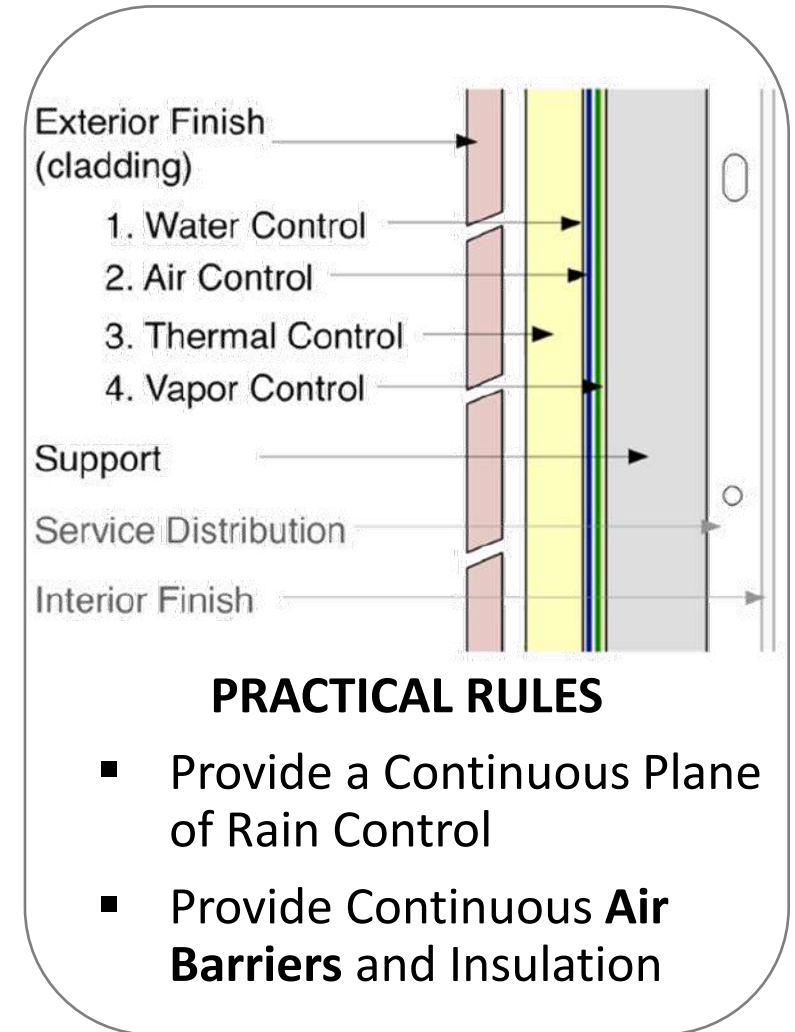 Exterior Finish
(cladding)
1. Water Control
2. Air Control
3. Thermal Control
4. Vapor Control
Support
Service Distribution
Interior Finish
PRACTICAL RULES
▪ Provide a Continuous Plane
of Rain Control
▪ Provide Continuous Air
Barriers and Insulation